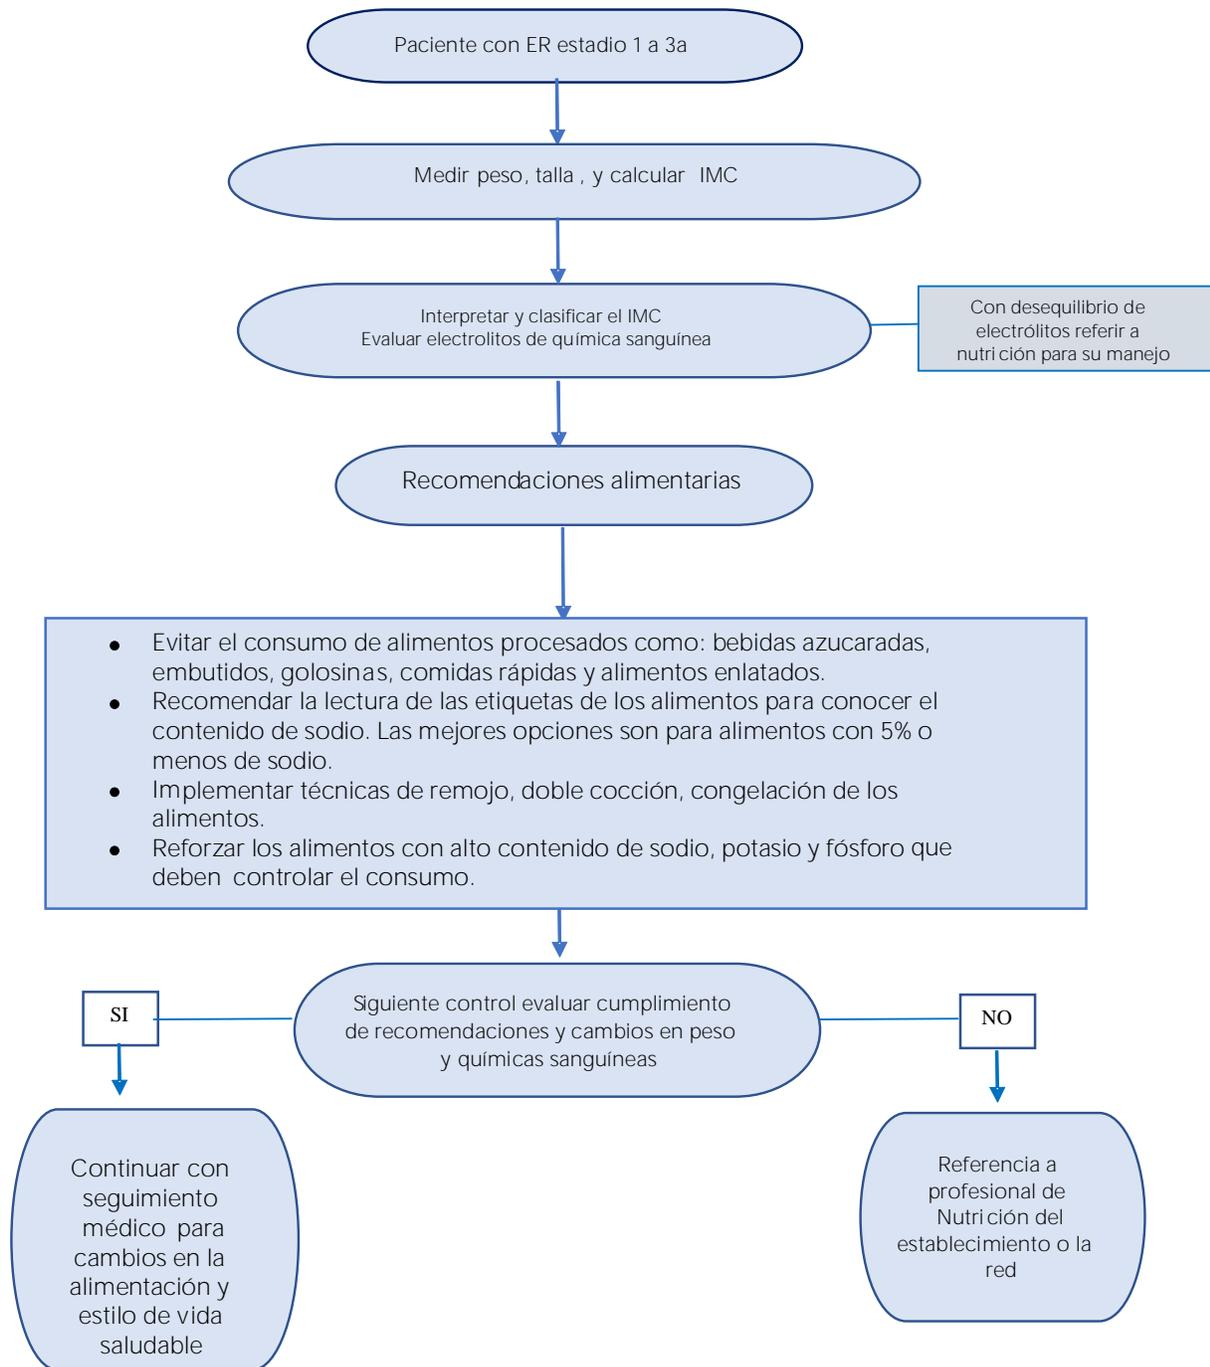 Paciente con ER estadio 1 a 3a
Medir peso, talla , y calcular IMC
Interpretar y clasificar el IMC
Evaluar electrolitos de química sanguínea
Con desequilibrio de
electrólitos referir a
nutrición para su manejo
Recomendaciones alimentarias
● Evitar el consumo de alimentos procesados como: bebidas azucaradas,
embutidos, golosinas, comidas rápidas y alimentos enlatados.
● Recomendar la lectura de las etiquetas de los alimentos para conocer el
contenido de sodio. Las mejores opciones son para alimentos con 5% o
menos de sodio.
● Implementar técnicas de remojo, doble cocción, congelación de los
alimentos.
● Reforzar los alimentos con alto contenido de sodio, potasio y fósforo que
deben controlar el consumo.
SI
Siguiente control evaluar cumplimiento
de recomendaciones y cambios en peso
y químicas sanguíneas
NO
Continuar con
seguimiento
médico para
cambios en la
alimentación y
estilo de vida
saludable
Referencia a
profesional de
Nutrición del
establecimiento o la
red